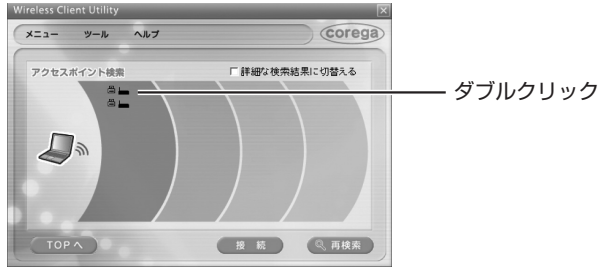 Wireless Client Utility
メニュー ツール ヘルプ corega
アクセスポイント検索 詳細な検索結果に切替える
ダブルクリック
TOPへ 接 続 再検索